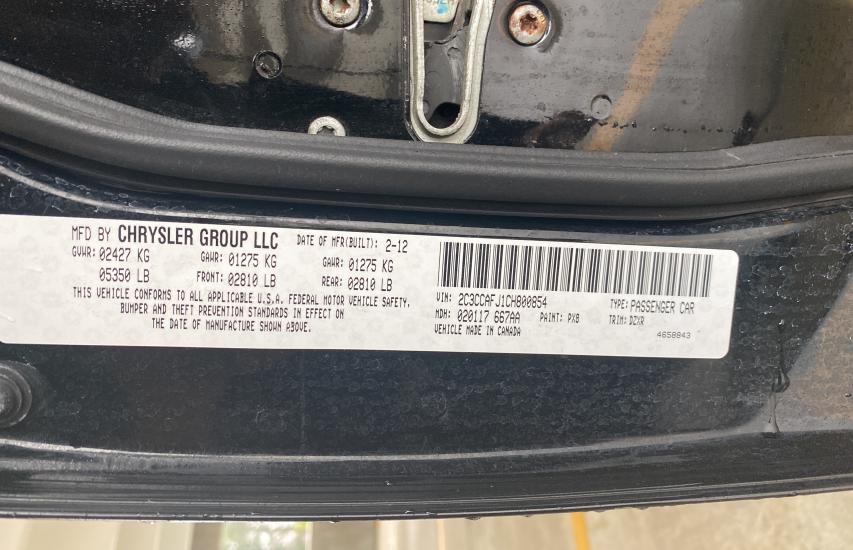 MFD BY CHRYSLER GROUP LLC DATE OF MFR(BUILT): 2-12
GVWR: 02427 KG GAWR: 01275 KG GAWR: 01275 KG
05350 LB FRONT: 02810 LB REAR: 02810 LB
THIS VEHICLE CONFORMS TO ALL APPLICABLE U.S.A. FEDERAL MOTOR VEHICLE SAFETY,
BUMPER AND THEFT PREVENTION STANDARDS IN EFFECT ON
THE DATE OF MANUFACTURE SHOWN ABOVE.
VIN: 2C3CCAFJ1CH800854 TYPE: PASSENGER CAR
MDH: 020117 667AA PAINT: PX8 TRIM: DZXR
VEHICLE MADE IN CANADA 4658843